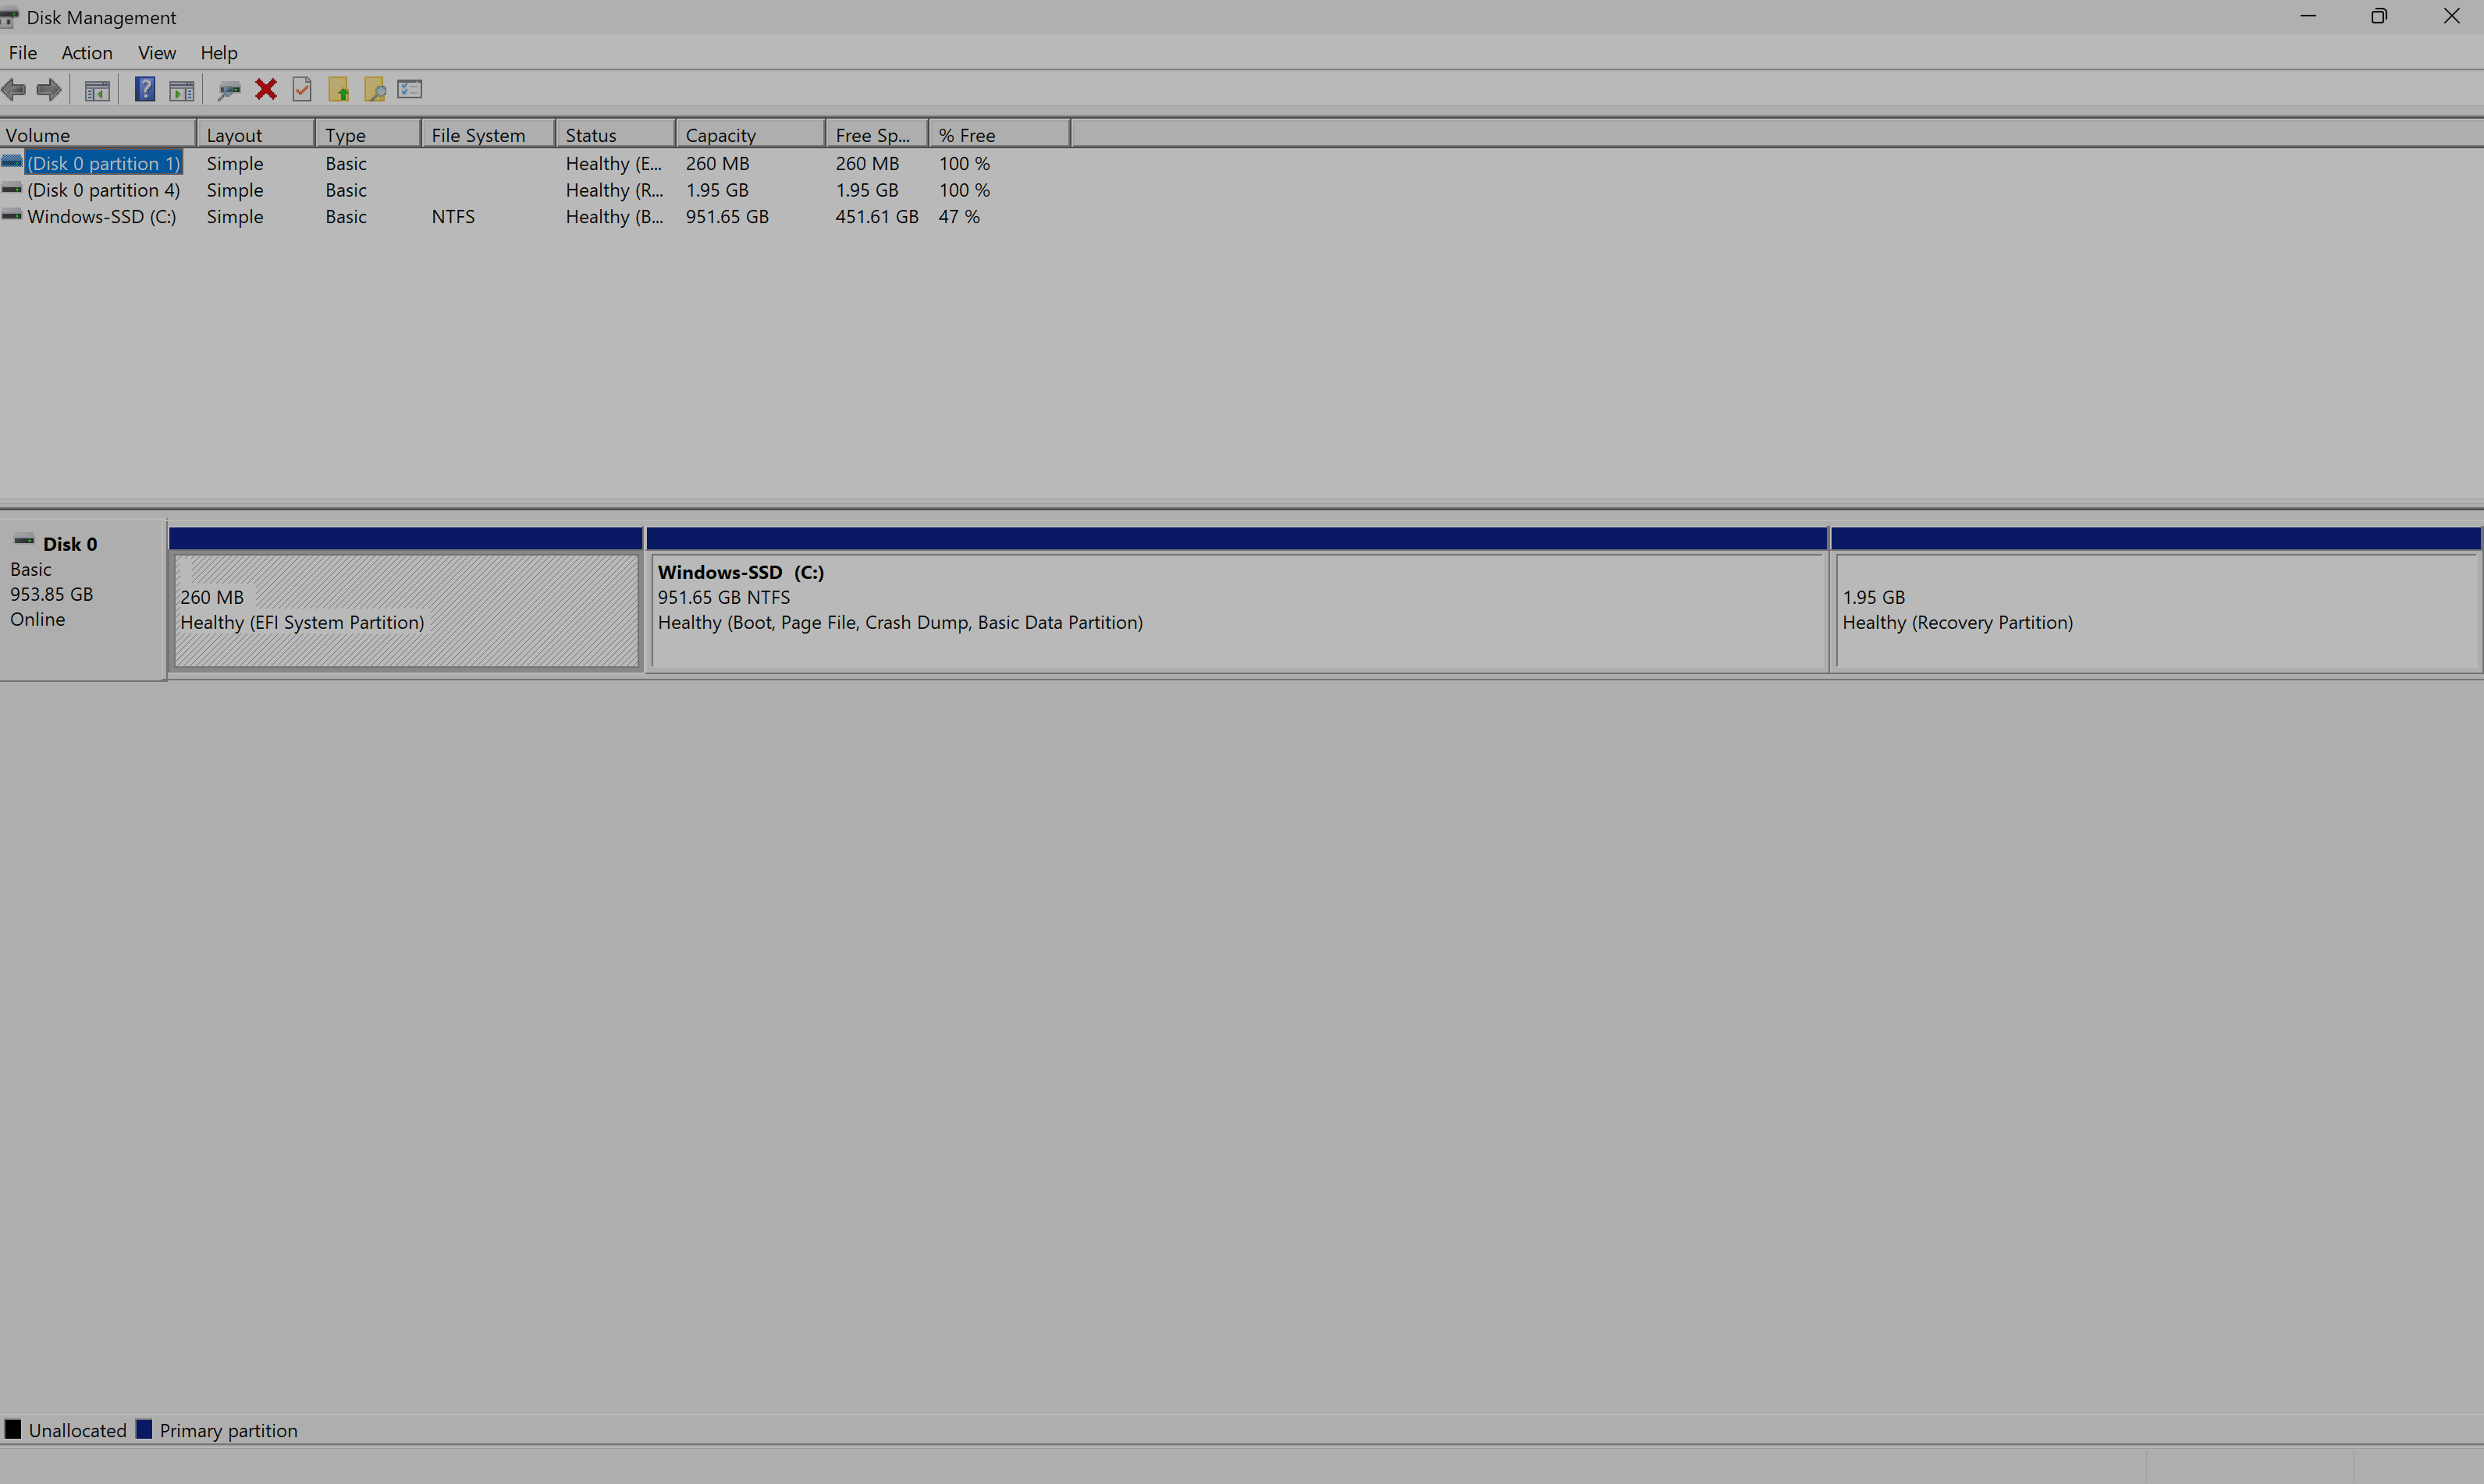 Disk Management
File Action View Help
Volume Layout Type File System Status Capacity Free Sp... % Free
(Disk 0 partition 1) Simple Basic Healthy (E... 260 MB 260 MB 100 %
(Disk 0 partition 4) Simple Basic Healthy (R... 1.95 GB 1.95 GB 100 %
Windows-SSD (C:) Simple Basic NTFS Healthy (B... 951.65 GB 451.61 GB 47 %
Disk 0
Basic
953.85 GB
Online
260 MB
Healthy (EFI System Partition)
Windows-SSD (C:)
951.65 GB NTFS
Healthy (Boot, Page File, Crash Dump, Basic Data Partition)
1.95 GB
Healthy (Recovery Partition)
Unallocated Primary partition